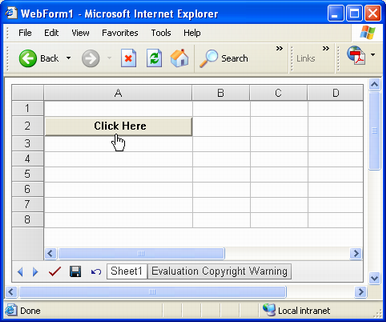 WebForm1 - Microsoft Internet Explorer
File Edit View Favorites Tools Help
Back Search Links
A B C D
1
2 Click Here
3
4
5
6
7
8
Sheet1 Evaluation Copyright Warning
Done Local intranet